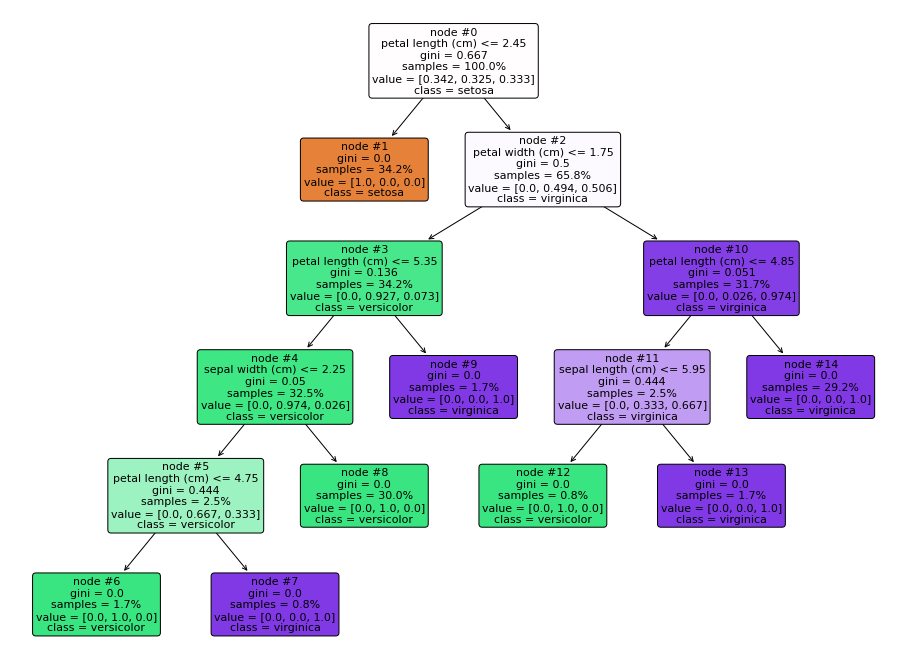 node #0
petal length (cm) <= 2.45
gini = 0.667
samples = 100.0%
value = [0.342, 0.325, 0.333]
class = setosa
node #1
gini = 0.0
samples = 34.2%
value = [1.0, 0.0, 0.0]
class = setosa
node #2
petal width (cm) <= 1.75
gini = 0.5
samples = 65.8%
value = [0.0, 0.494, 0.506]
class = virginica
node #3
petal length (cm) <= 5.35
gini = 0.136
samples = 34.2%
value = [0.0, 0.927, 0.073]
class = versicolor
node #10
petal length (cm) <= 4.85
gini = 0.051
samples = 31.7%
value = [0.0, 0.026, 0.974]
class = virginica
node #4
sepal width (cm) <= 2.25
gini = 0.05
samples = 32.5%
value = [0.0, 0.974, 0.026]
class = versicolor
node #9
gini = 0.0
samples = 1.7%
value = [0.0, 0.0, 1.0]
class = virginica
node #11
sepal length (cm) <= 5.95
gini = 0.444
samples = 2.5%
value = [0.0, 0.333, 0.667]
class = virginica
node #14
gini = 0.0
samples = 29.2%
value = [0.0, 0.0, 1.0]
class = virginica
node #5
petal length (cm) <= 4.75
gini = 0.444
samples = 2.5%
value = [0.0, 0.667, 0.333]
class = versicolor
node #8
gini = 0.0
samples = 30.0%
value = [0.0, 1.0, 0.0]
class = versicolor
node #12
gini = 0.0
samples = 0.8%
value = [0.0, 1.0, 0.0]
class = versicolor
node #13
gini = 0.0
samples = 1.7%
value = [0.0, 0.0, 1.0]
class = virginica
node #6
gini = 0.0
samples = 1.7%
value = [0.0, 1.0, 0.0]
class = versicolor
node #7
gini = 0.0
samples = 0.8%
value = [0.0, 0.0, 1.0]
class = virginica